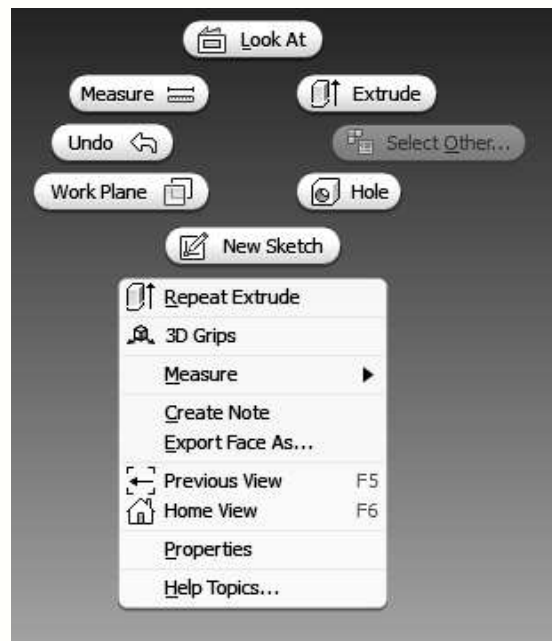 Look At
Measure
Extrude
Undo
Select Other...
Work Plane
Hole
New Sketch
Repeat Extrude
3D Grips
Measure
Create Note
Export Face As...
Previous View F5
Home View F6
Properties
Help Topics...